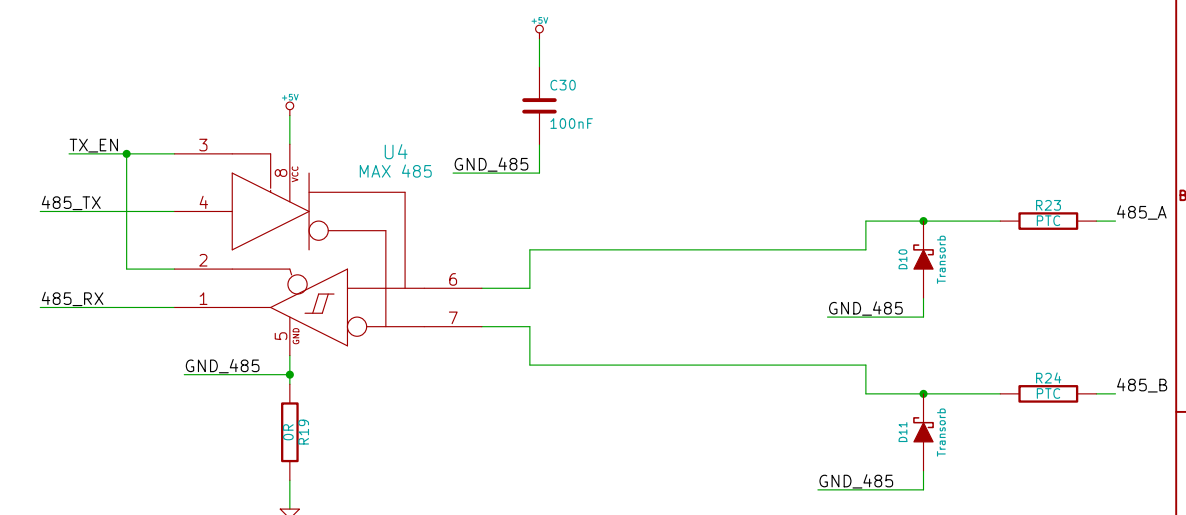 +5V
C30
100nF
GND_485
+5V
TX_EN
3
8
VCC
U4
MAX 485
485_TX
4
2
485_RX
1
6
7
5
GND
GND_485
0R
R19
R23
PTC
485_A
D10
Transorb
GND_485
R24
PTC
485_B
D11
Transorb
GND_485
B